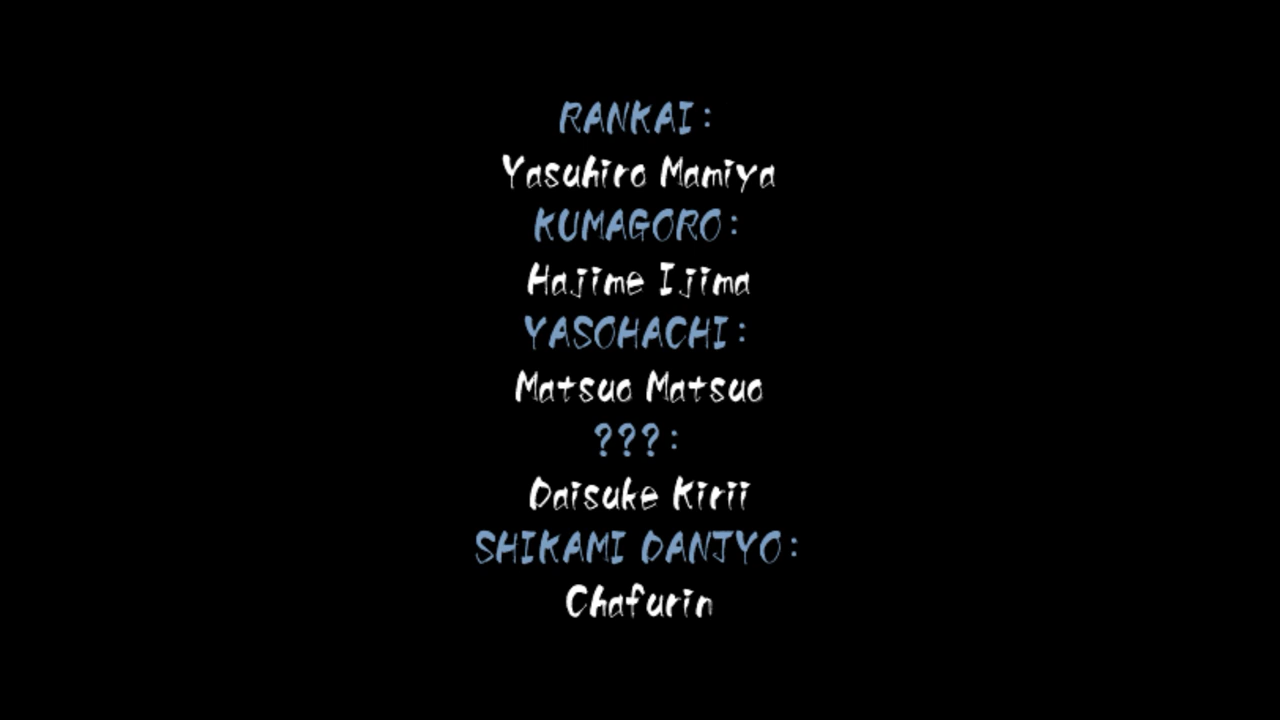 RANKAI:
Yasuhiro Mamiya
KUMAGORO:
Hajime Ijima
YASOHACHI:
Matsuo Matsuo
???:
Daisuke Kirii
SHIKAMI DANJYO:
Chafurin